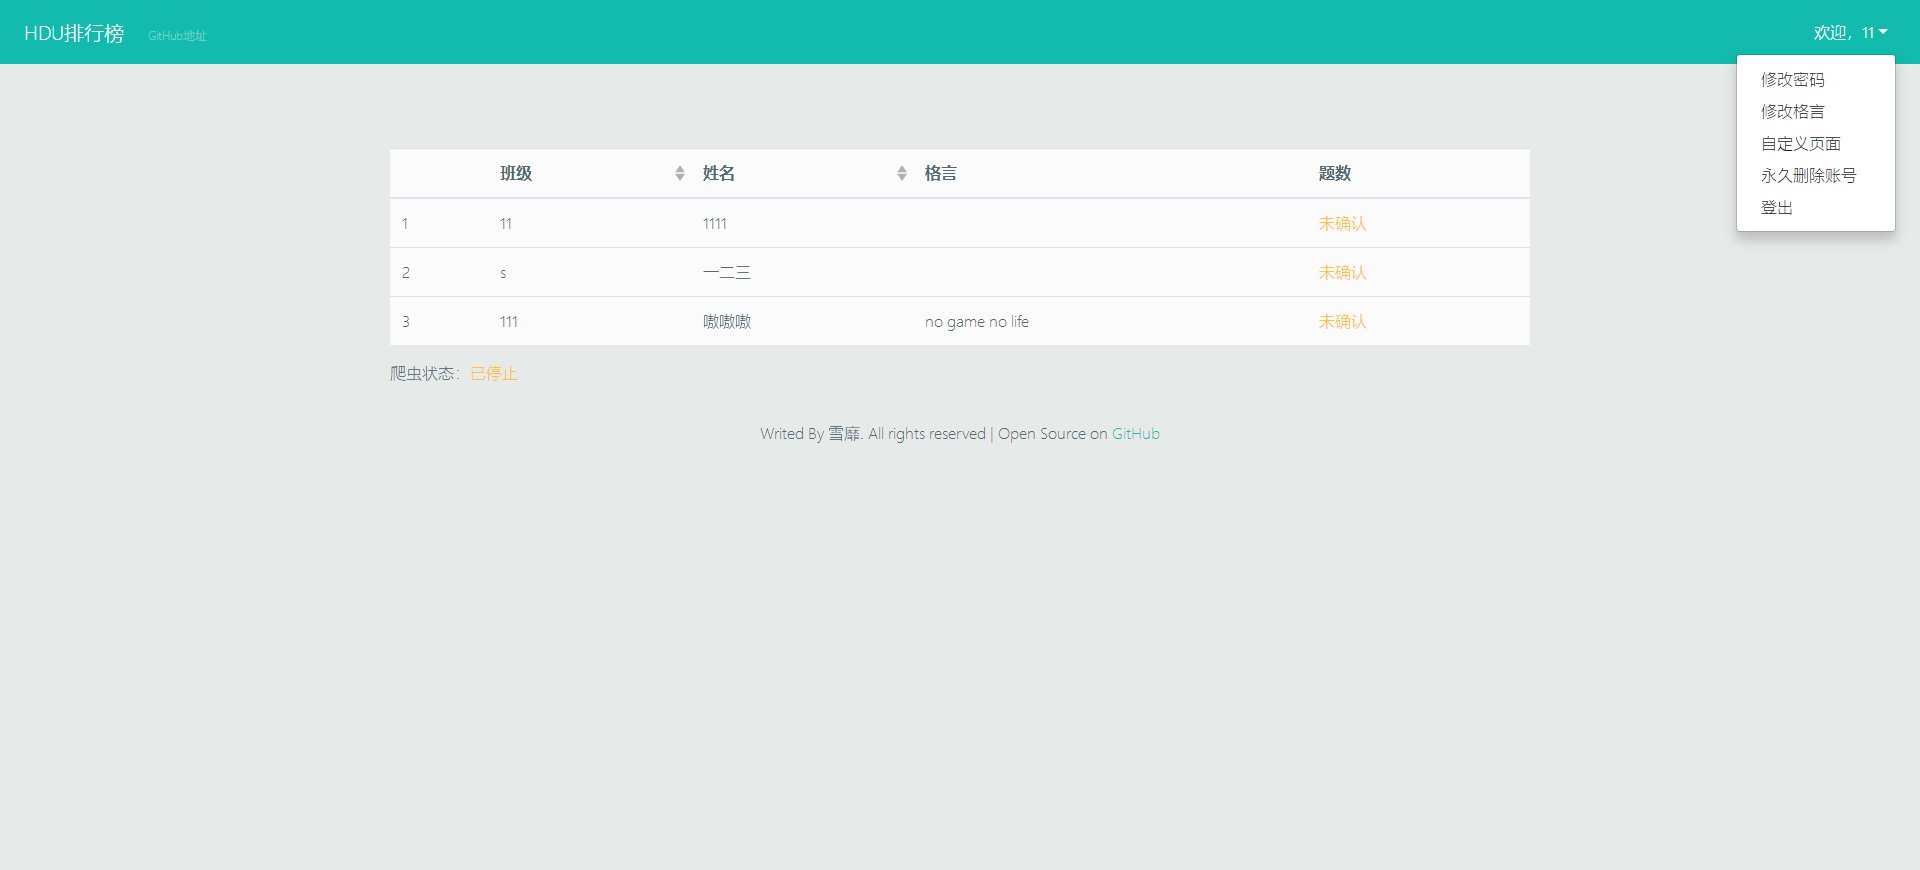 HDU排行榜 GitHub地址 欢迎，11
修改密码
修改格言
自定义页面
永久删除账号
登出
班级 姓名 格言 题数
1 11 1111 未确认
2 s 一二三 未确认
3 111 嗷嗷嗷 no game no life 未确认
爬虫状态：已停止
Writed By 雪靡. All rights reserved | Open Source on GitHub